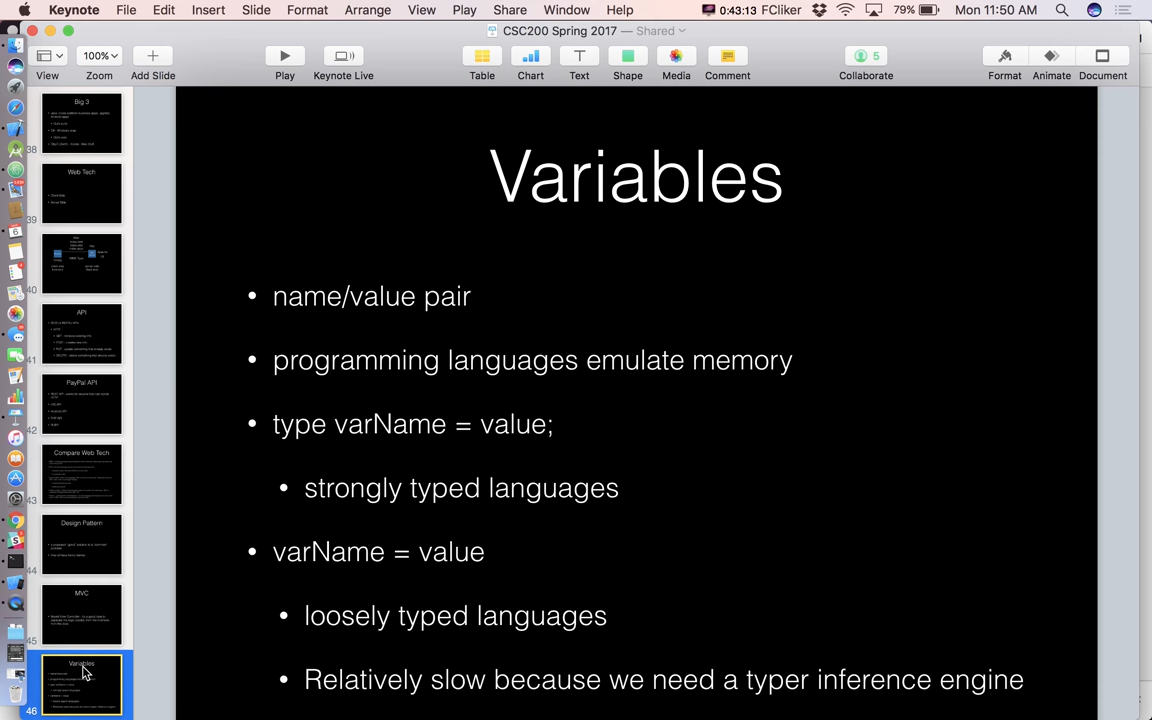 Keynote File Edit Insert Slide Format Arrange View Play Share Window Help 0:43:13 FCliker 79% Mon 11:50 AM
CSC200 Spring 2017 — Shared
100%
5
View Zoom Add Slide Play Keynote Live Table Chart Text Shape Media Comment Collaborate Format Animate Document
Big 3
38
Web Tech
39
40
API
41
PayPal API
42
Compare Web Tech
43
Design Pattern
44
MVC
45
Variables
46
Variables
• name/value pair
• programming languages emulate memory
• type varName = value;
• strongly typed languages
• varName = value
• loosely typed languages
• Relatively slow because we need a typer inference engine